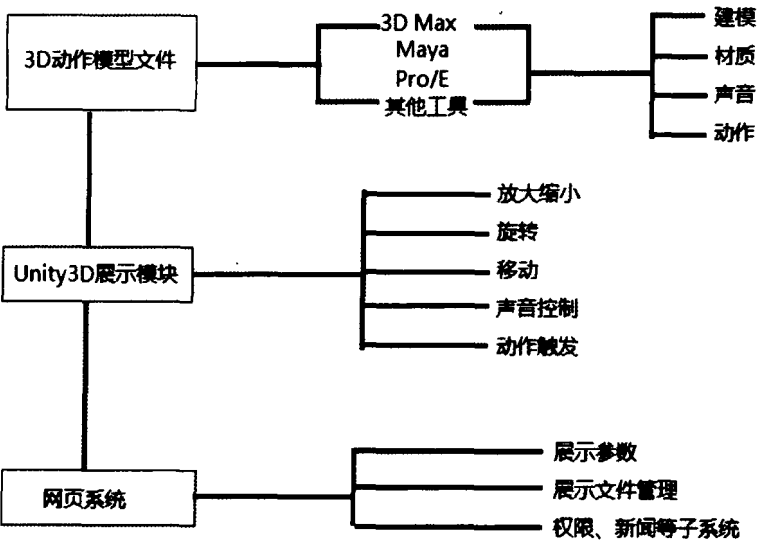 3D动作模型文件
3D Max
Maya
Pro/E
其他工具
建模
材质
声音
动作
Unity3D展示模块
放大缩小
旋转
移动
声音控制
动作触发
网页系统
展示参数
展示文件管理
权限、新闻等子系统